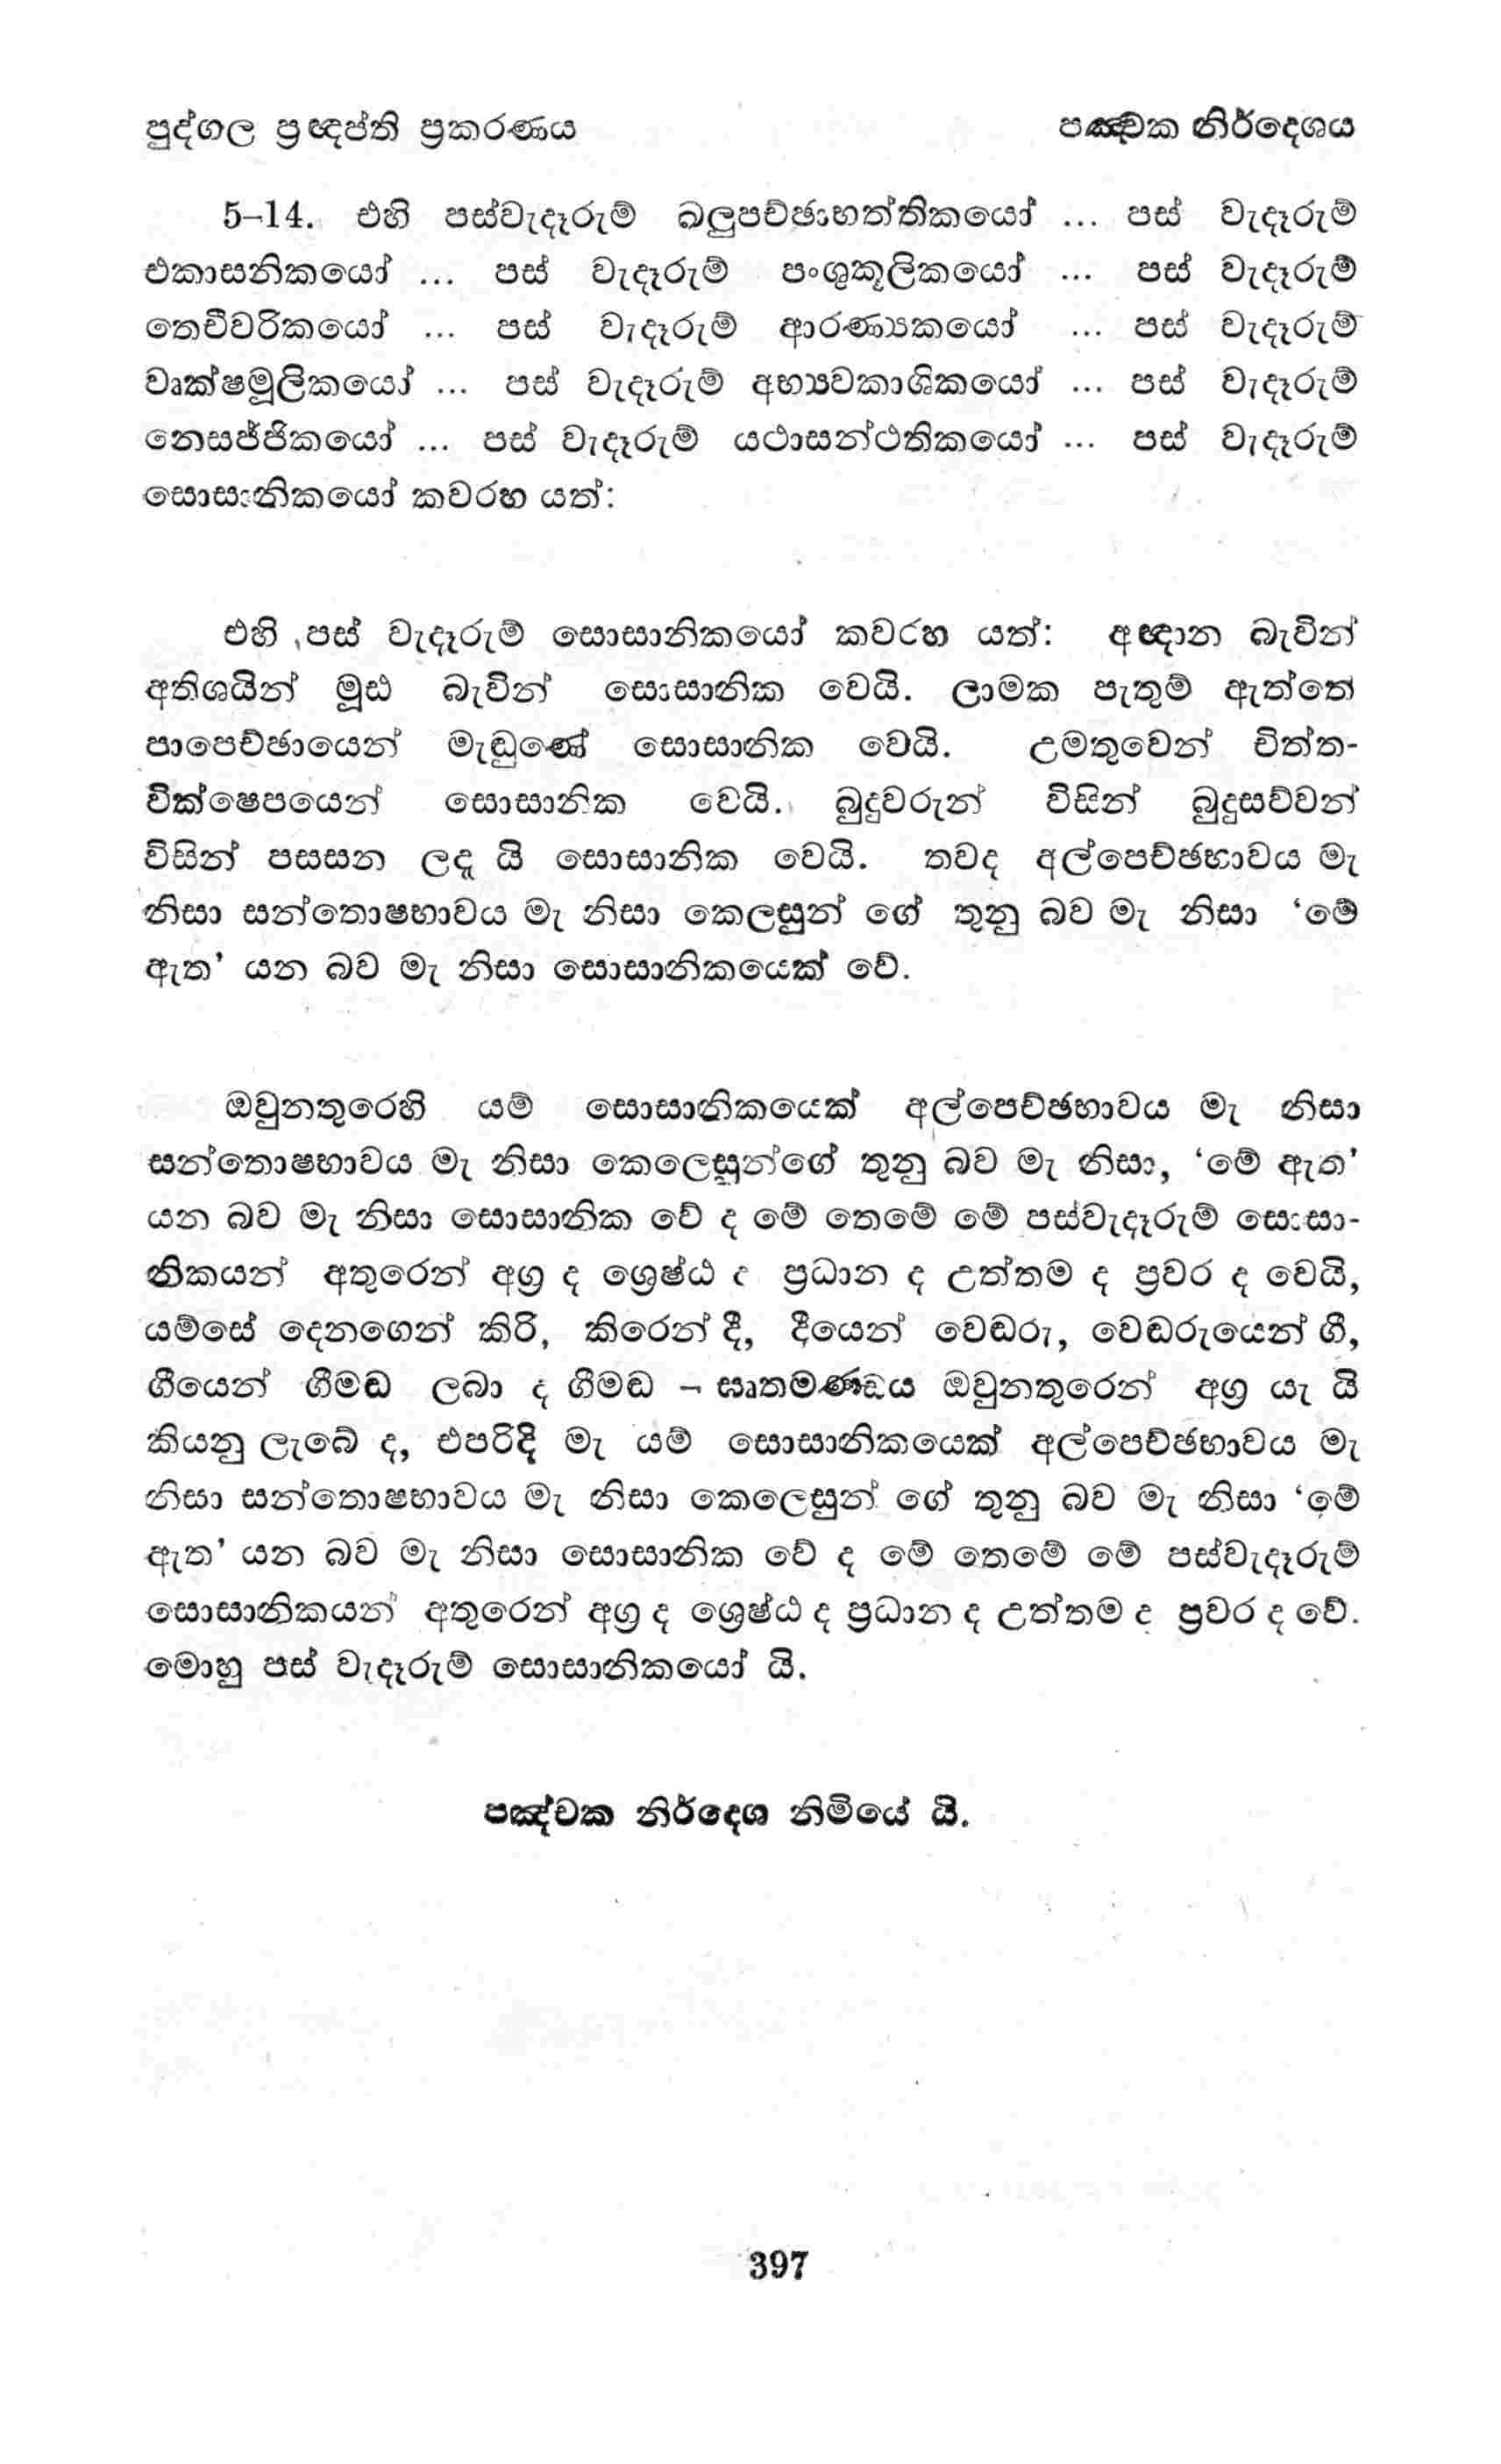 පුද්ගල ප්‍රඥප්ති ප්‍රකරණය
පඤ්චක නිර්දෙශය
5–14. එහි පස්වැදෑරුම් ඛලුපච්ඡාභත්තිකයෝ ... පස් වැදෑරුම්
එකාසනිකයෝ ... පස් වැදෑරුම් පංශුකූලිකයෝ ... පස් වැදෑරුම්
තෙචීවරිකයෝ ... පස් වැදෑරුම් ආරණ්‍යකයෝ ... පස් වැදෑරුම්
වෘක්ෂමූලිකයෝ ... පස් වැදෑරුම් අභ්‍යවකාශිකයෝ ... පස් වැදෑරුම්
නෙසජ්ජිකයෝ ... පස් වැදෑරුම් යථාසන්ථතිකයෝ ... පස් වැදෑරුම්
සොසානිකයෝ කවරහ යත්:
එහි පස් වැදෑරුම් සොසානිකයෝ කවරහ යත්: අඥාන බැවින්
අතිශයින් මූඪ බැවින් සොසානික වෙයි. ලාමක පැතුම් ඇත්තේ
පාපෙච්ඡායෙන් මැඬුණේ සොසානික වෙයි. උමතුවෙන් චිත්ත-
වික්ෂෙපයෙන් සොසානික වෙයි. බුදුවරුන් විසින් බුදුසව්වන්
විසින් පසසන ලදැ යි සොසානික වෙයි. තවද අල්පෙච්ඡභාවය මැ
නිසා සන්තොෂභාවය මැ නිසා කෙලසුන් ගේ තුනු බව මැ නිසා ‘මේ
ඇත’ යන බව මැ නිසා සොසානිකයෙක් වේ.
ඔවුනතුරෙහි යම් සොසානිකයෙක් අල්පෙච්ඡභාවය මැ නිසා
සන්තොෂභාවය මැ නිසා කෙලෙසුන්ගේ තුනු බව මැ නිසා, ‘මේ ඇත’
යන බව මැ නිසා සොසානික වේ ද මේ තෙමේ මේ පස්වැදෑරුම් සොසා-
නිකයන් අතුරෙන් අග්‍ර ද ශ්‍රෙෂ්ඨ ද ප්‍රධාන ද උත්තම ද ප්‍රවර ද වෙයි,
යම්සේ දෙනගෙන් කිරි, කිරෙන් දී, දීයෙන් වෙඬරු, වෙඬරුයෙන් ගී,
ගීයෙන් ගීමඬ ලබා ද ගීමඬ – ඝෘතමණ්ඩය ඔවුනතුරෙන් අග්‍ර යැ යි
කියනු ලැබේ ද, එපරිදි මැ යම් සොසානිකයෙක් අල්පෙච්ඡභාවය මැ
නිසා සන්තොෂභාවය මැ නිසා කෙලෙසුන් ගේ තුනු බව මැ නිසා ‘මේ
ඇත’ යන බව මැ නිසා සොසානික වේ ද මේ තෙමේ මේ පස්වැදෑරුම්
සොසානිකයන් අතුරෙන් අග්‍ර ද ශ්‍රෙෂ්ඨ ද ප්‍රධාන ද උත්තම ද ප්‍රවර ද වේ.
මොහු පස් වැදෑරුම් සොසානිකයෝ යි.
පඤ්චක නිර්දෙශ නිමියේ යි.
397